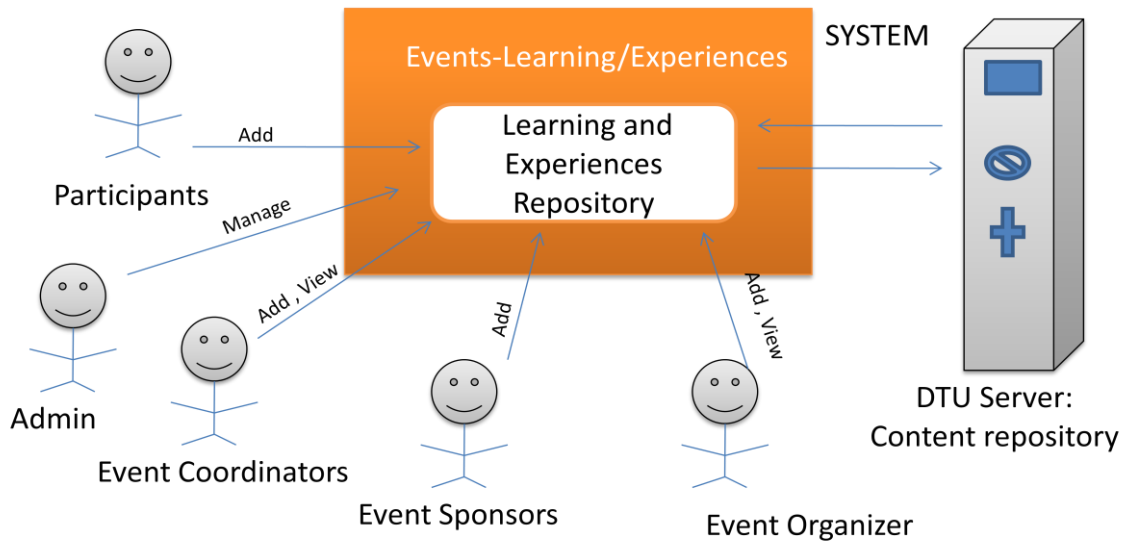 Events-Learning/Experiences
SYSTEM
Learning and
Experiences
Repository
Add
Participants
Manage
Add , View
Add
Add , View
Admin
Event Coordinators
Event Sponsors
Event Organizer
DTU Server:
Content repository